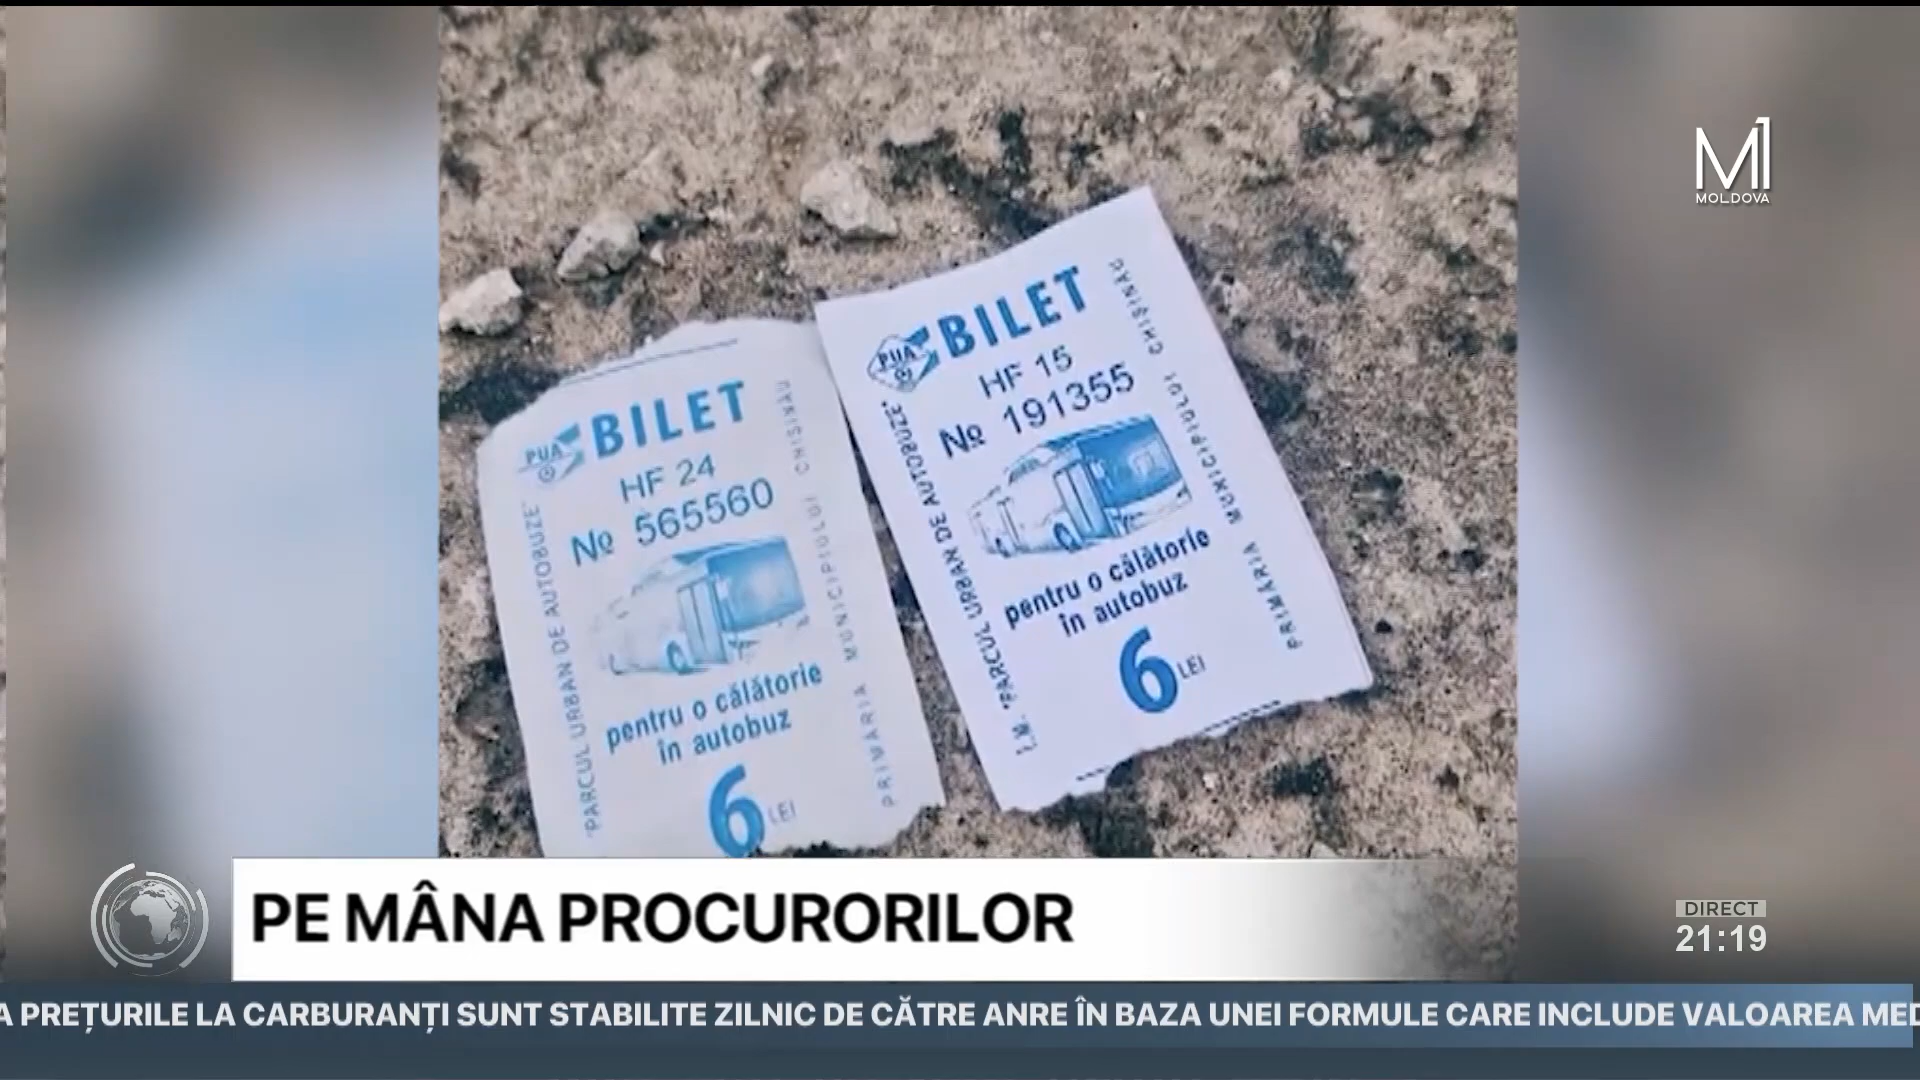 M1
MOLDOVA
PUA
BILET
HF 24
№ 565560
pentru o călătorie
în autobuz
6 LEI
"PARCUL URBAN DE AUTOBUZE"
PRIMĂRIA MUNICIPIULUI CHIȘINĂU
PUA
BILET
HF 15
№ 191355
pentru o călătorie
în autobuz
6 LEI
Î.M. "PARCUL URBAN DE AUTOBUZE"
PRIMĂRIA MUNICIPIULUI CHIȘINĂU
PE MÂNA PROCURORILOR
DIRECT
21:19
A PREȚURILE LA CARBURANȚI SUNT STABILITE ZILNIC DE CĂTRE ANRE ÎN BAZA UNEI FORMULE CARE INCLUDE VALOAREA MED